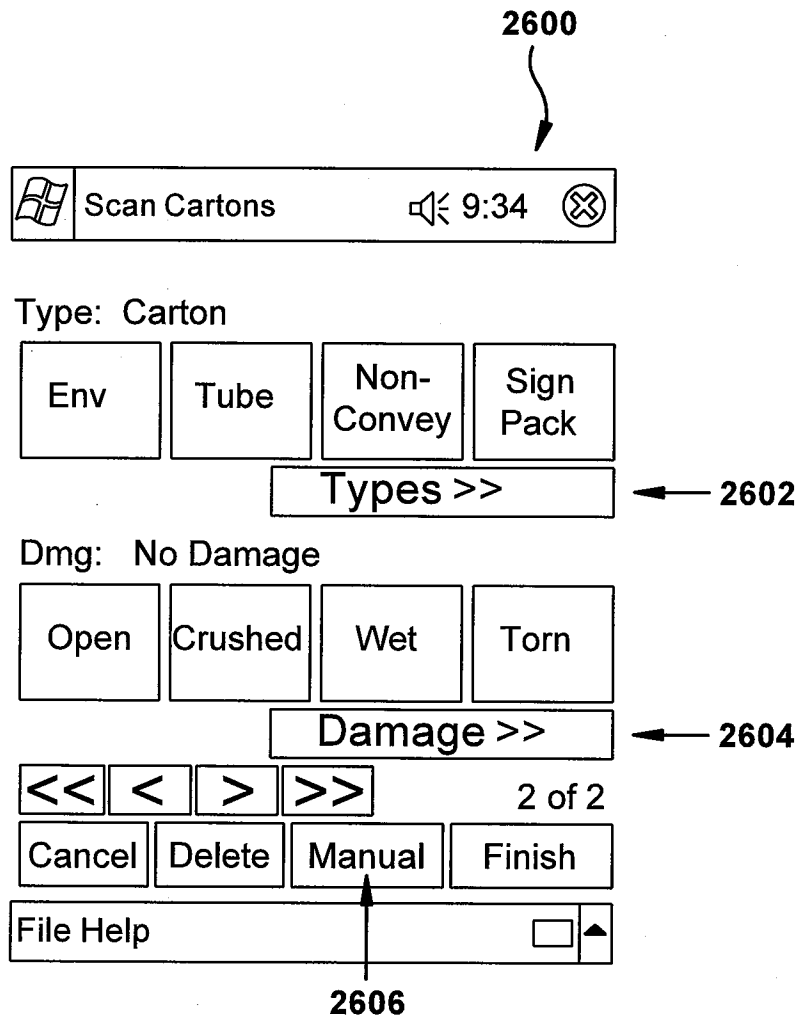 2600
Scan Cartons 9:34
Type: Carton
Env Tube Non-Convey Sign Pack
Types >> 2602
Dmg: No Damage
Open Crushed Wet Torn
Damage >> 2604
<< < > >> 2 of 2
Cancel Delete Manual Finish
File Help
2606